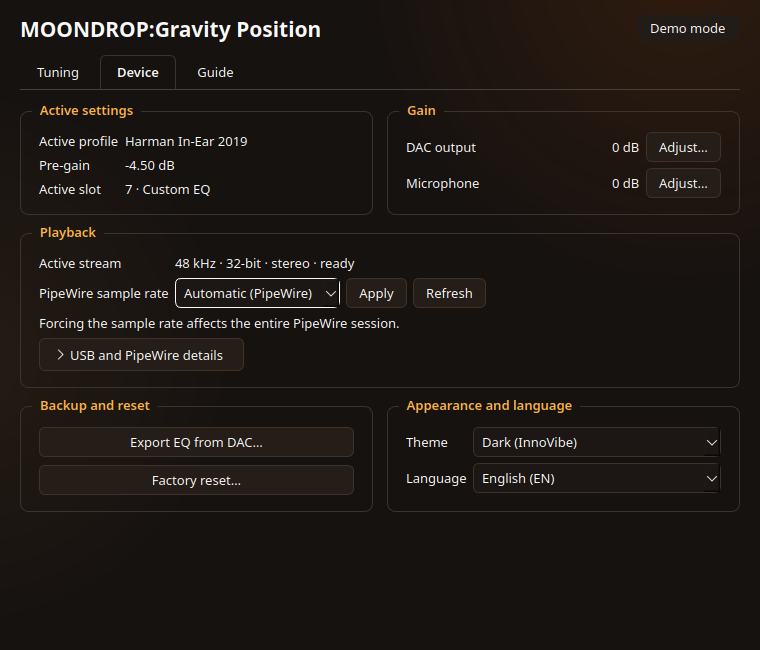 MOONDROP:Gravity Position
Demo mode
Tuning
Device
Guide
Active settings
Active profile Harman In-Ear 2019
Pre-gain -4.50 dB
Active slot 7 · Custom EQ
Gain
DAC output 0 dB Adjust...
Microphone 0 dB Adjust...
Playback
Active stream 48 kHz · 32-bit · stereo · ready
PipeWire sample rate Automatic (PipeWire) Apply Refresh
Forcing the sample rate affects the entire PipeWire session.
USB and PipeWire details
Backup and reset
Export EQ from DAC...
Factory reset...
Appearance and language
Theme Dark (InnoVibe)
Language English (EN)